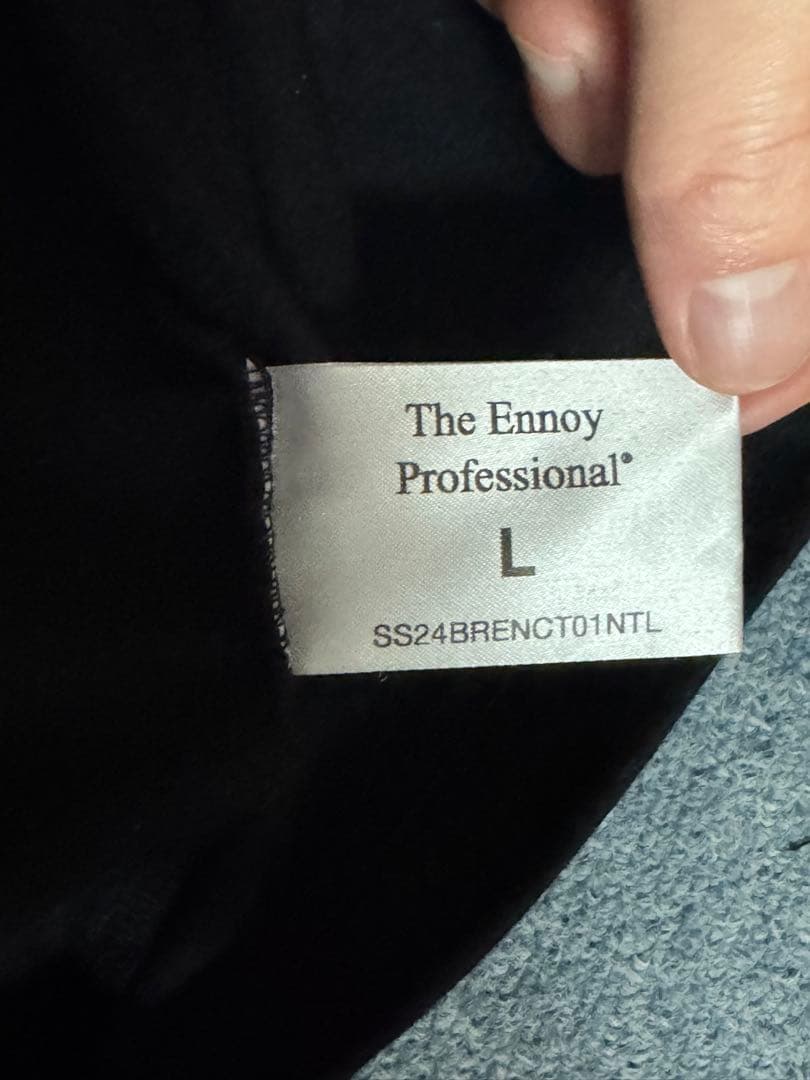 The Ennoy
Professional®
L
SS24BRENCT01NTL